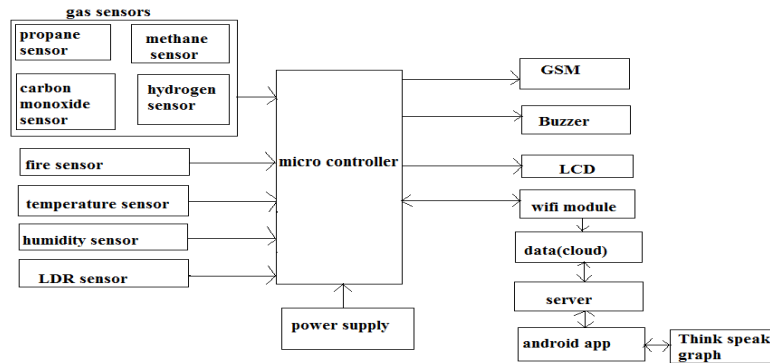 gas sensors
propane
sensor
methane
sensor
carbon
monoxide
sensor
hydrogen
sensor
fire sensor
temperature sensor
humidity sensor
LDR sensor
micro controller
power supply
GSM
Buzzer
LCD
wifi module
data(cloud)
server
android app
Think speak
graph